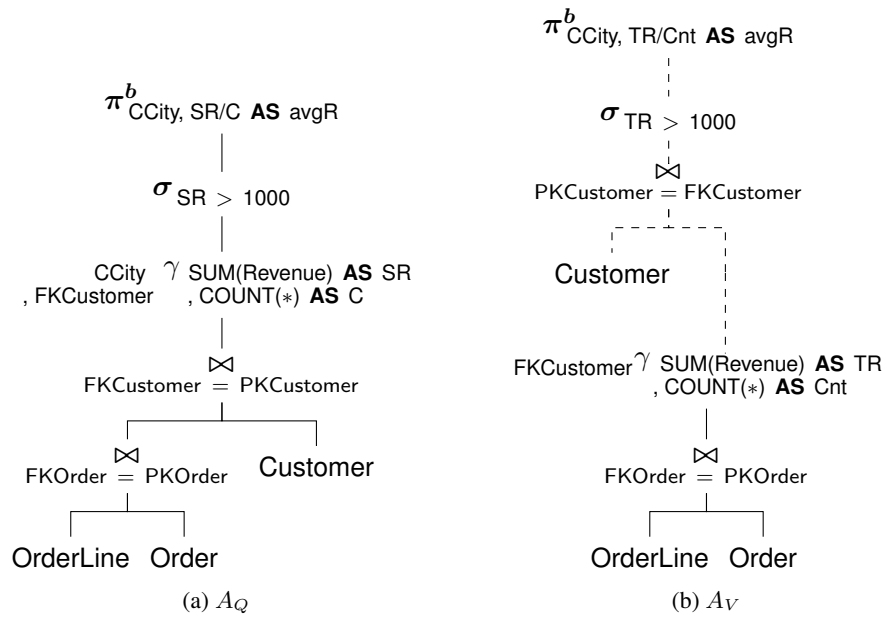 π^b CCity, SR/C AS avgR
σ SR > 1000
CCity γ SUM(Revenue) AS SR
, FKCustomer , COUNT(∗) AS C
⋈
FKCustomer = PKCustomer
⋈
FKOrder = PKOrder
Customer
OrderLine Order
(a) A_Q
π^b CCity, TR/Cnt AS avgR
σ TR > 1000
⋈
PKCustomer = FKCustomer
Customer
FKCustomer γ SUM(Revenue) AS TR
, COUNT(∗) AS Cnt
⋈
FKOrder = PKOrder
OrderLine Order
(b) A_V